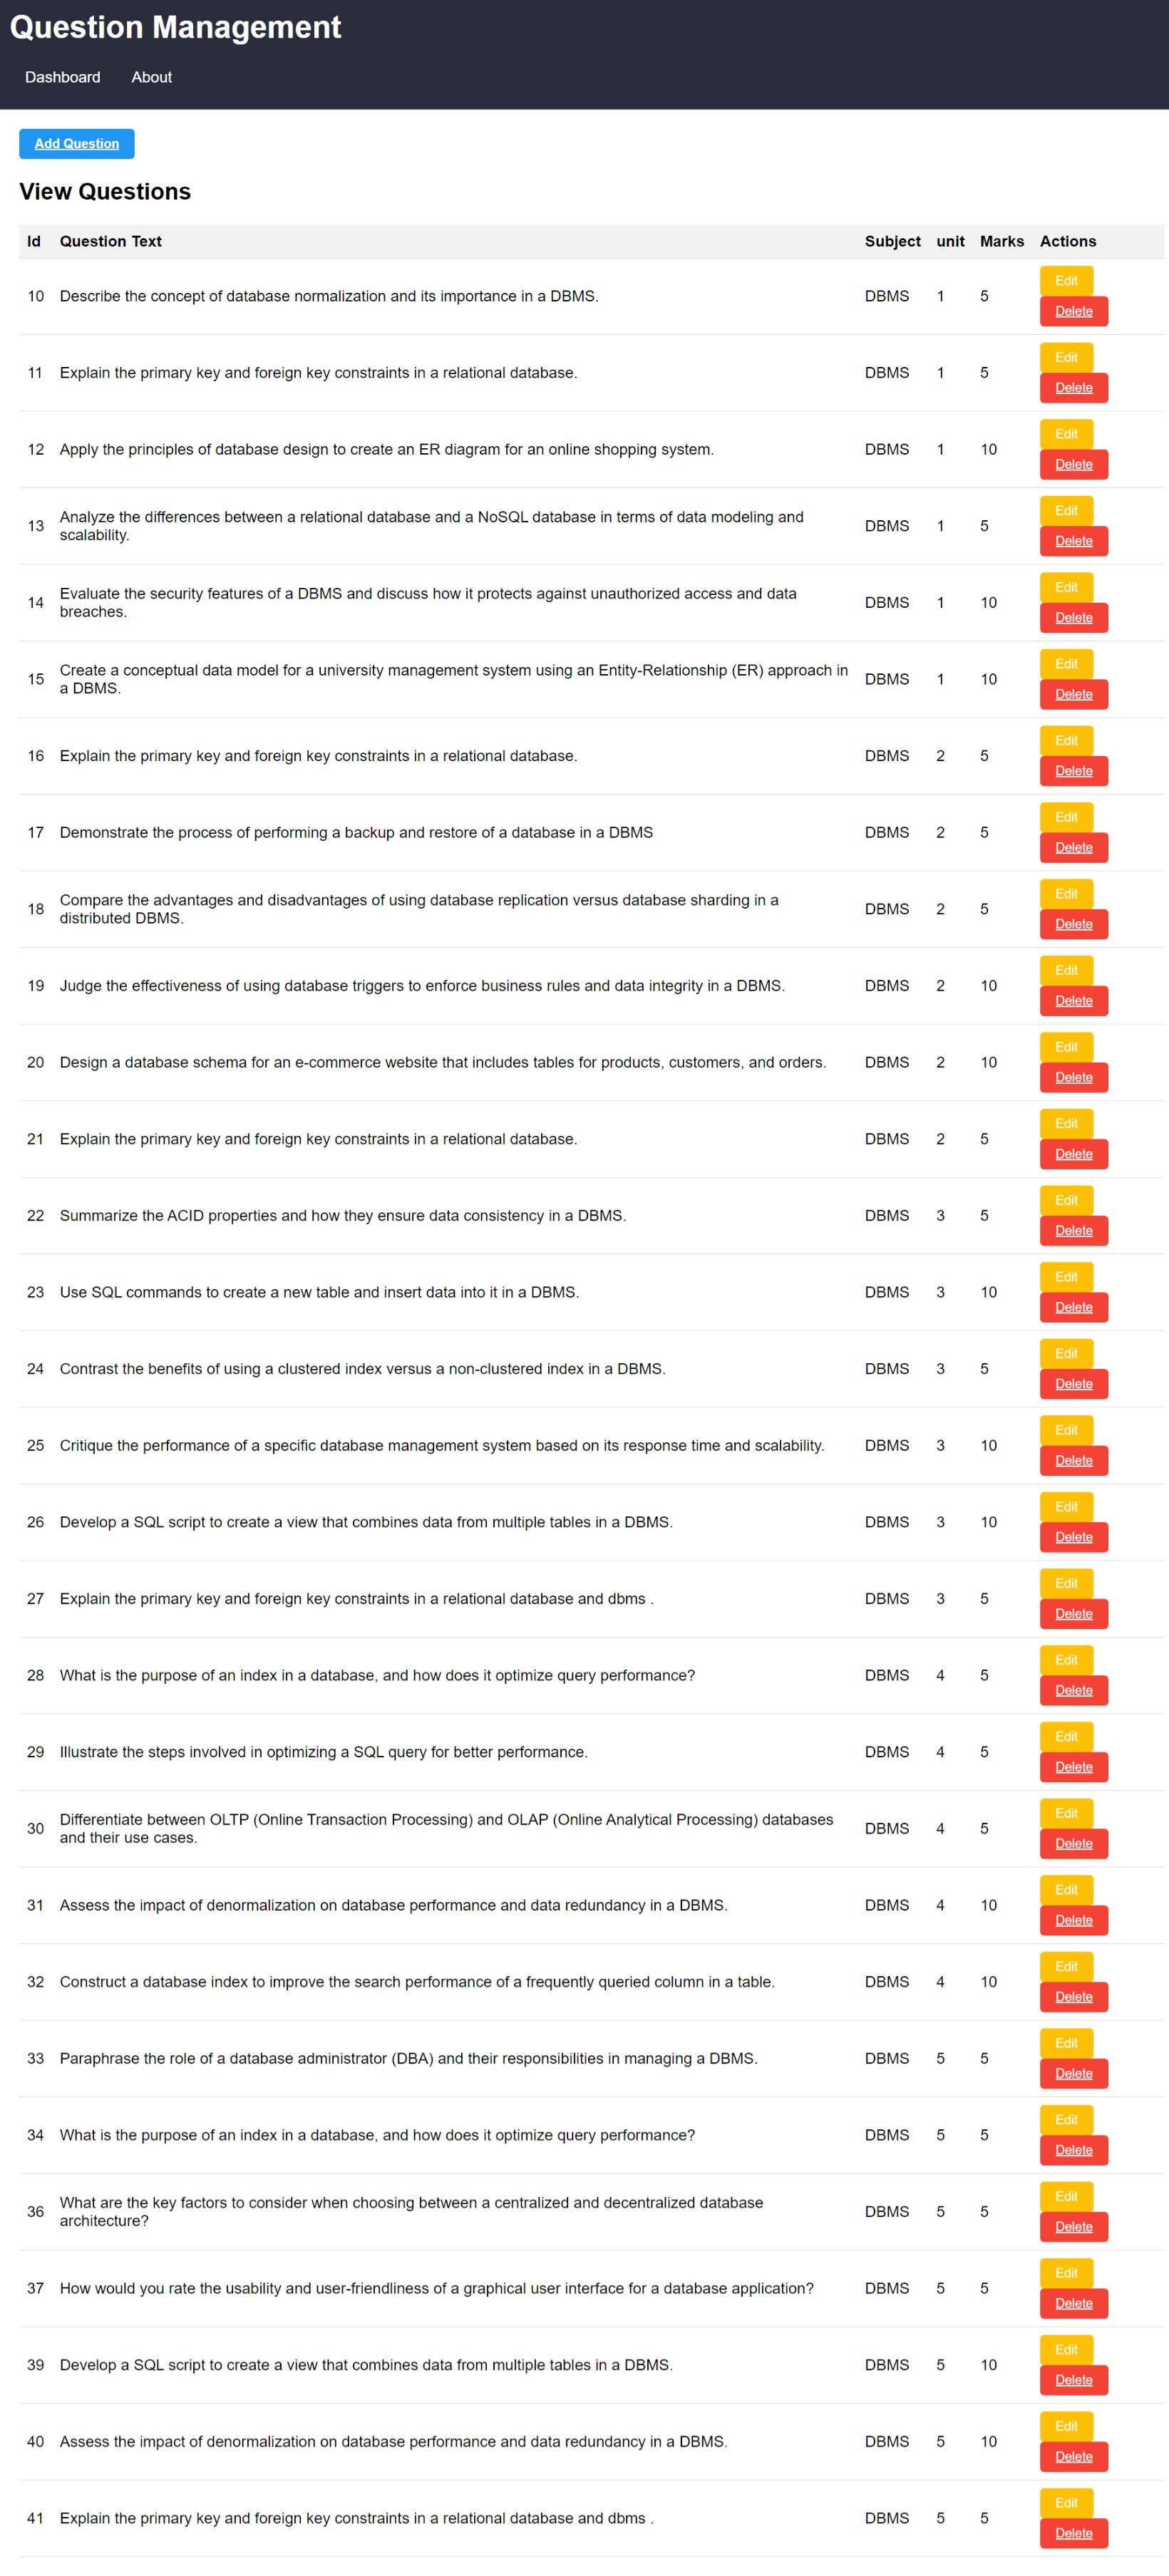 Question Management
Dashboard About
Add Question
View Questions
Id Question Text Subject unit Marks Actions
10 Describe the concept of database normalization and its importance in a DBMS. DBMS 1 5 Edit
Delete
11 Explain the primary key and foreign key constraints in a relational database. DBMS 1 5 Edit
Delete
12 Apply the principles of database design to create an ER diagram for an online shopping system. DBMS 1 10 Edit
Delete
13 Analyze the differences between a relational database and a NoSQL database in terms of data modeling and
scalability. DBMS 1 5 Edit
Delete
14 Evaluate the security features of a DBMS and discuss how it protects against unauthorized access and data
breaches. DBMS 1 10 Edit
Delete
15 Create a conceptual data model for a university management system using an Entity-Relationship (ER) approach in
a DBMS. DBMS 1 10 Edit
Delete
16 Explain the primary key and foreign key constraints in a relational database. DBMS 2 5 Edit
Delete
17 Demonstrate the process of performing a backup and restore of a database in a DBMS DBMS 2 5 Edit
Delete
18 Compare the advantages and disadvantages of using database replication versus database sharding in a
distributed DBMS. DBMS 2 5 Edit
Delete
19 Judge the effectiveness of using database triggers to enforce business rules and data integrity in a DBMS. DBMS 2 10 Edit
Delete
20 Design a database schema for an e-commerce website that includes tables for products, customers, and orders. DBMS 2 10 Edit
Delete
21 Explain the primary key and foreign key constraints in a relational database. DBMS 2 5 Edit
Delete
22 Summarize the ACID properties and how they ensure data consistency in a DBMS. DBMS 3 5 Edit
Delete
23 Use SQL commands to create a new table and insert data into it in a DBMS. DBMS 3 10 Edit
Delete
24 Contrast the benefits of using a clustered index versus a non-clustered index in a DBMS. DBMS 3 5 Edit
Delete
25 Critique the performance of a specific database management system based on its response time and scalability. DBMS 3 10 Edit
Delete
26 Develop a SQL script to create a view that combines data from multiple tables in a DBMS. DBMS 3 10 Edit
Delete
27 Explain the primary key and foreign key constraints in a relational database and dbms . DBMS 3 5 Edit
Delete
28 What is the purpose of an index in a database, and how does it optimize query performance? DBMS 4 5 Edit
Delete
29 Illustrate the steps involved in optimizing a SQL query for better performance. DBMS 4 5 Edit
Delete
30 Differentiate between OLTP (Online Transaction Processing) and OLAP (Online Analytical Processing) databases
and their use cases. DBMS 4 5 Edit
Delete
31 Assess the impact of denormalization on database performance and data redundancy in a DBMS. DBMS 4 10 Edit
Delete
32 Construct a database index to improve the search performance of a frequently queried column in a table. DBMS 4 10 Edit
Delete
33 Paraphrase the role of a database administrator (DBA) and their responsibilities in managing a DBMS. DBMS 5 5 Edit
Delete
34 What is the purpose of an index in a database, and how does it optimize query performance? DBMS 5 5 Edit
Delete
36 What are the key factors to consider when choosing between a centralized and decentralized database
architecture? DBMS 5 5 Edit
Delete
37 How would you rate the usability and user-friendliness of a graphical user interface for a database application? DBMS 5 5 Edit
Delete
39 Develop a SQL script to create a view that combines data from multiple tables in a DBMS. DBMS 5 10 Edit
Delete
40 Assess the impact of denormalization on database performance and data redundancy in a DBMS. DBMS 5 10 Edit
Delete
41 Explain the primary key and foreign key constraints in a relational database and dbms . DBMS 5 5 Edit
Delete